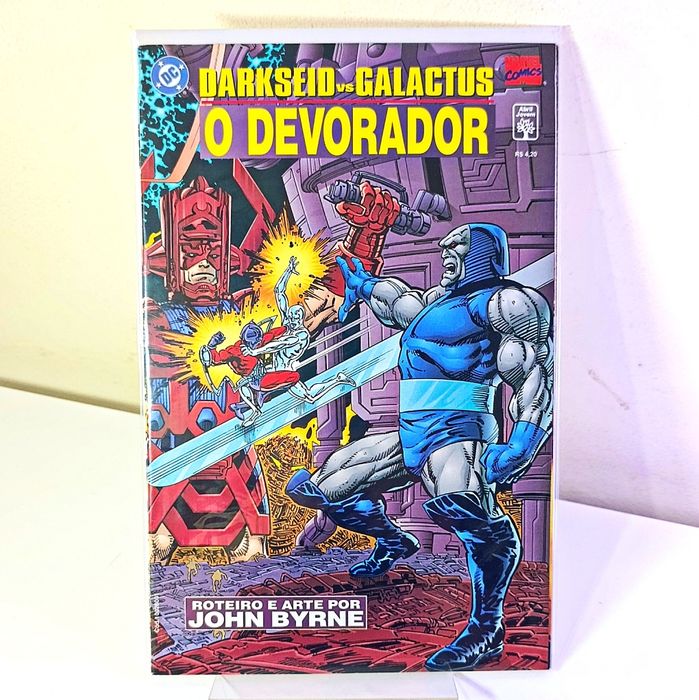 DC
DARKSEID vs GALACTUS
O DEVORADOR
MARVEL
COMICS
Abril
Jovem
R$ 4,20
ROTEIRO E ARTE POR
JOHN BYRNE